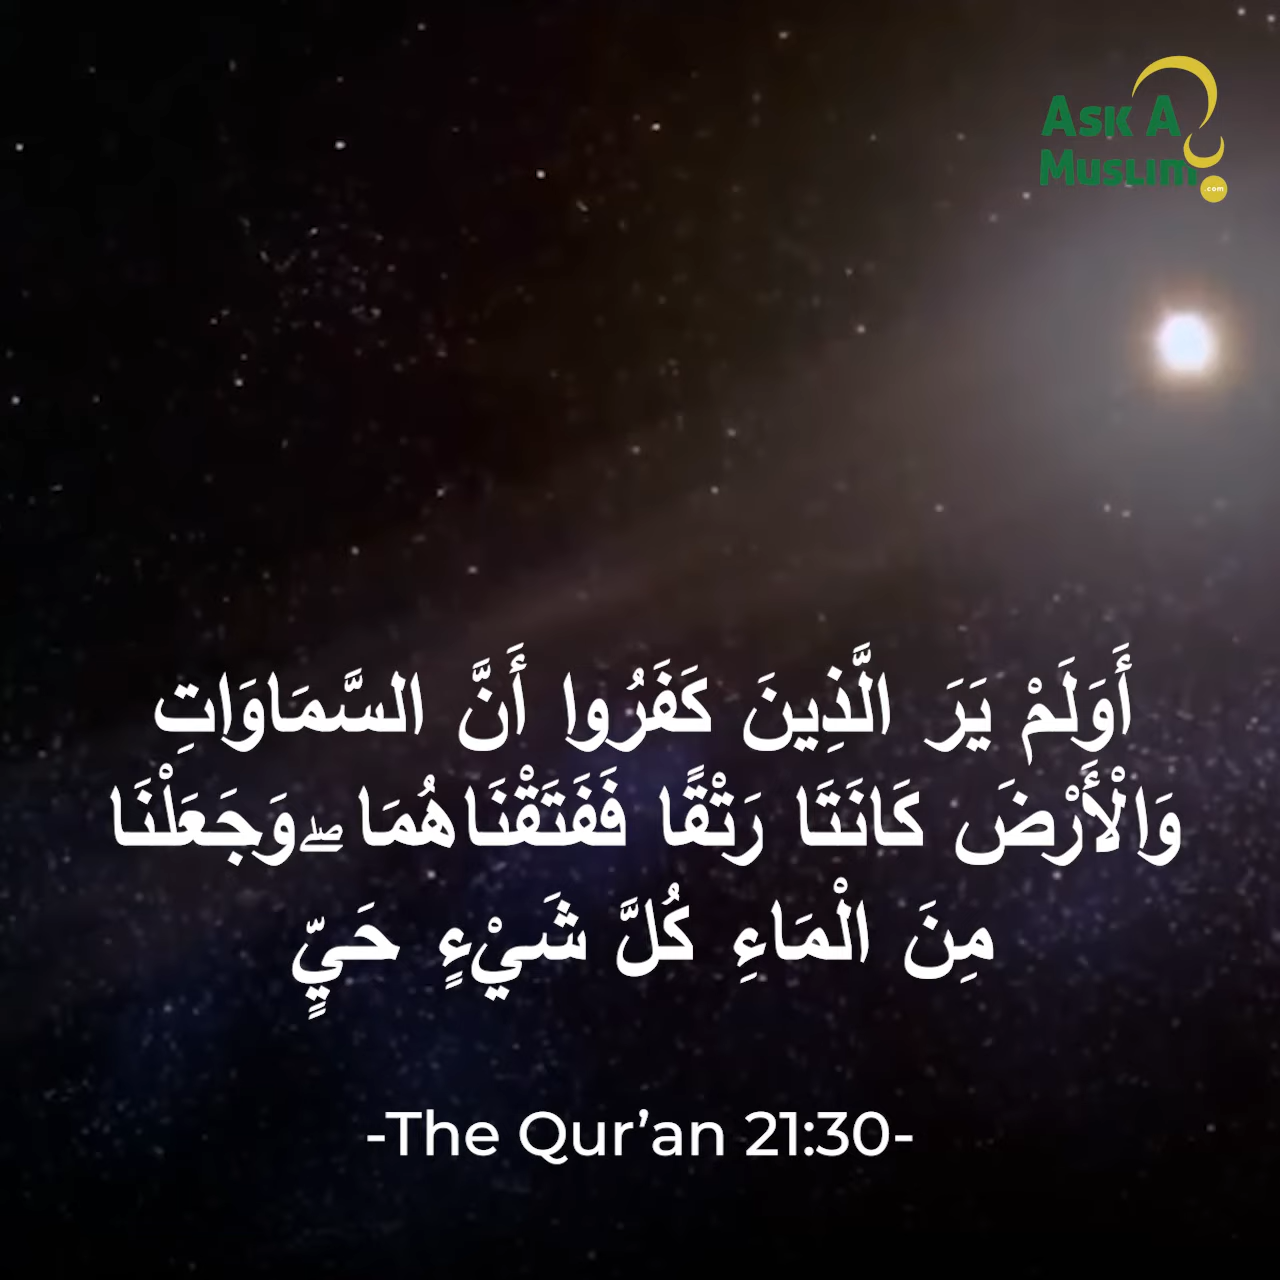 Ask A
Muslim
.com
أَوَلَمْ يَرَ الَّذِينَ كَفَرُوا أَنَّ السَّمَاوَاتِ
وَالْأَرْضَ كَانَتَا رَتْقًا فَفَتَقْنَاهُمَا ۖ وَجَعَلْنَا
مِنَ الْمَاءِ كُلَّ شَيْءٍ حَيٍّ
-The Qur’an 21:30-